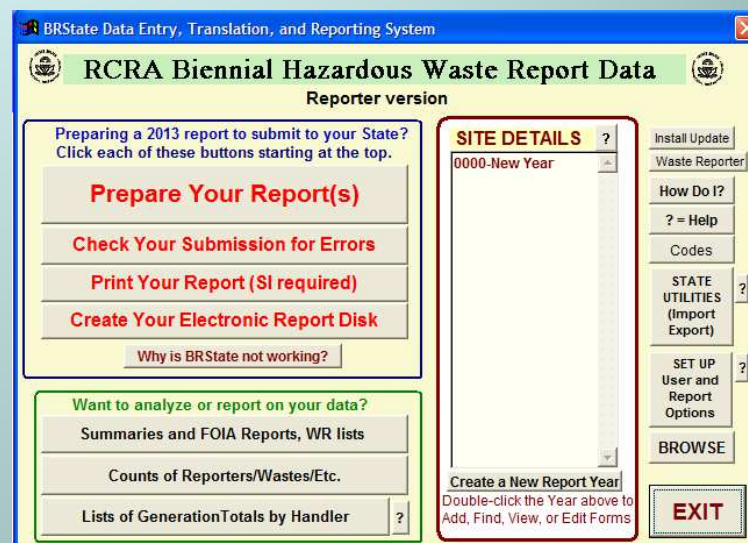 BRState Data Entry, Translation, and Reporting System
RCRA Biennial Hazardous Waste Report Data
Reporter version
Preparing a 2013 report to submit to your State?
Click each of these buttons starting at the top.
Prepare Your Report(s)
Check Your Submission for Errors
Print Your Report (SI required)
Create Your Electronic Report Disk
Why is BRState not working?
Want to analyze or report on your data?
Summaries and FOIA Reports, WR lists
Counts of Reporters/Wastes/Etc.
Lists of GenerationTotals by Handler
?
SITE DETAILS
?
0000-New Year
Create a New Report Year
Double-click the Year above to
Add, Find, View, or Edit Forms
Install Update
Waste Reporter
How Do I?
? = Help
Codes
STATE
UTILITIES
(Import
Export)
?
SET UP
User and
Report
Options
?
BROWSE
EXIT